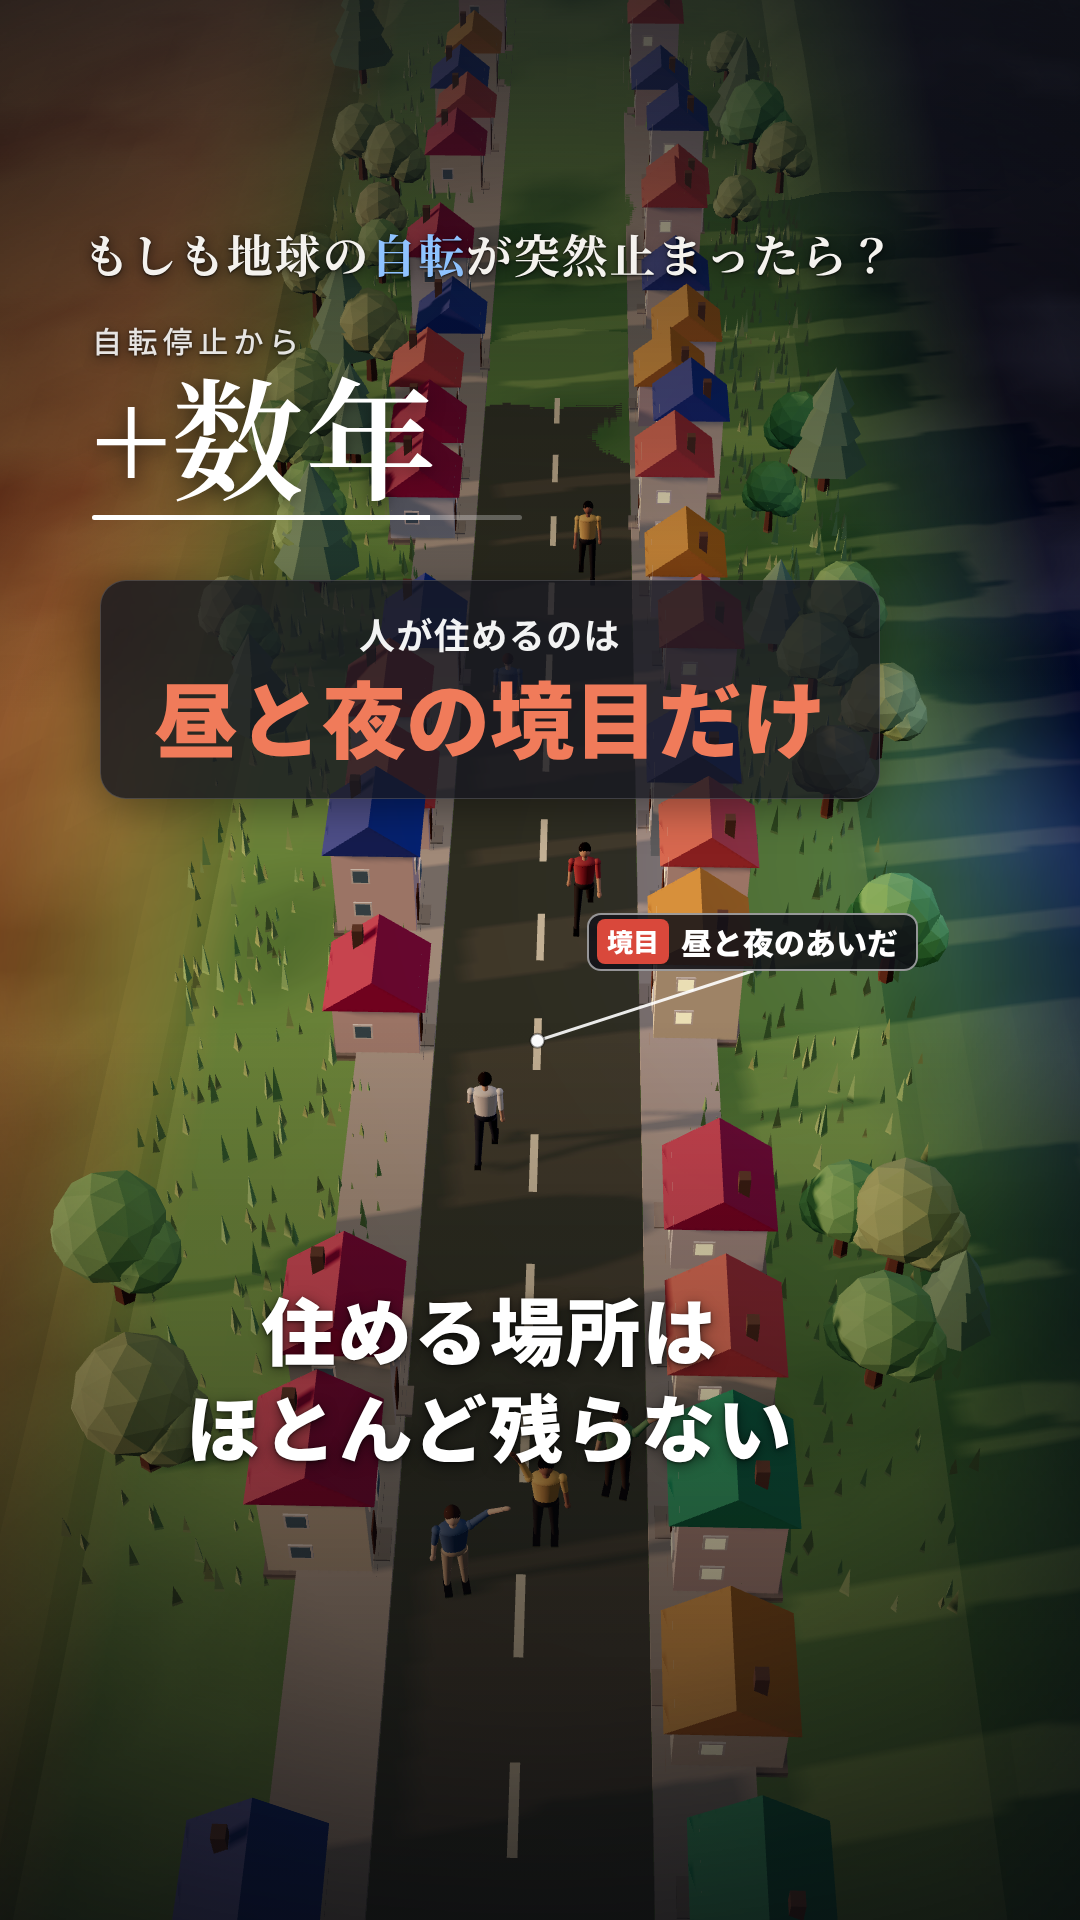 もしも地球の自転が突然止まったら？
自転停止から
+数年
人が住めるのは
昼と夜の境目だけ
境目 昼と夜のあいだ
住める場所は
ほとんど残らない